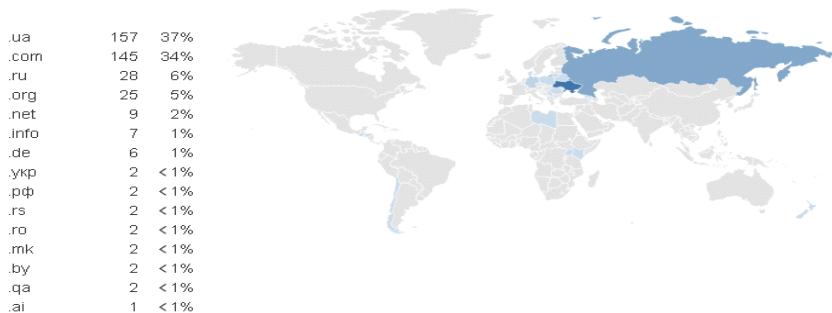 .ua 157 37%
.com 145 34%
.ru 28 6%
.org 25 5%
.net 9 2%
.info 7 1%
.de 6 1%
.укр 2 < 1%
.рф 2 < 1%
.rs 2 < 1%
.ro 2 < 1%
.mk 2 < 1%
.by 2 < 1%
.qa 2 < 1%
.ai 1 < 1%